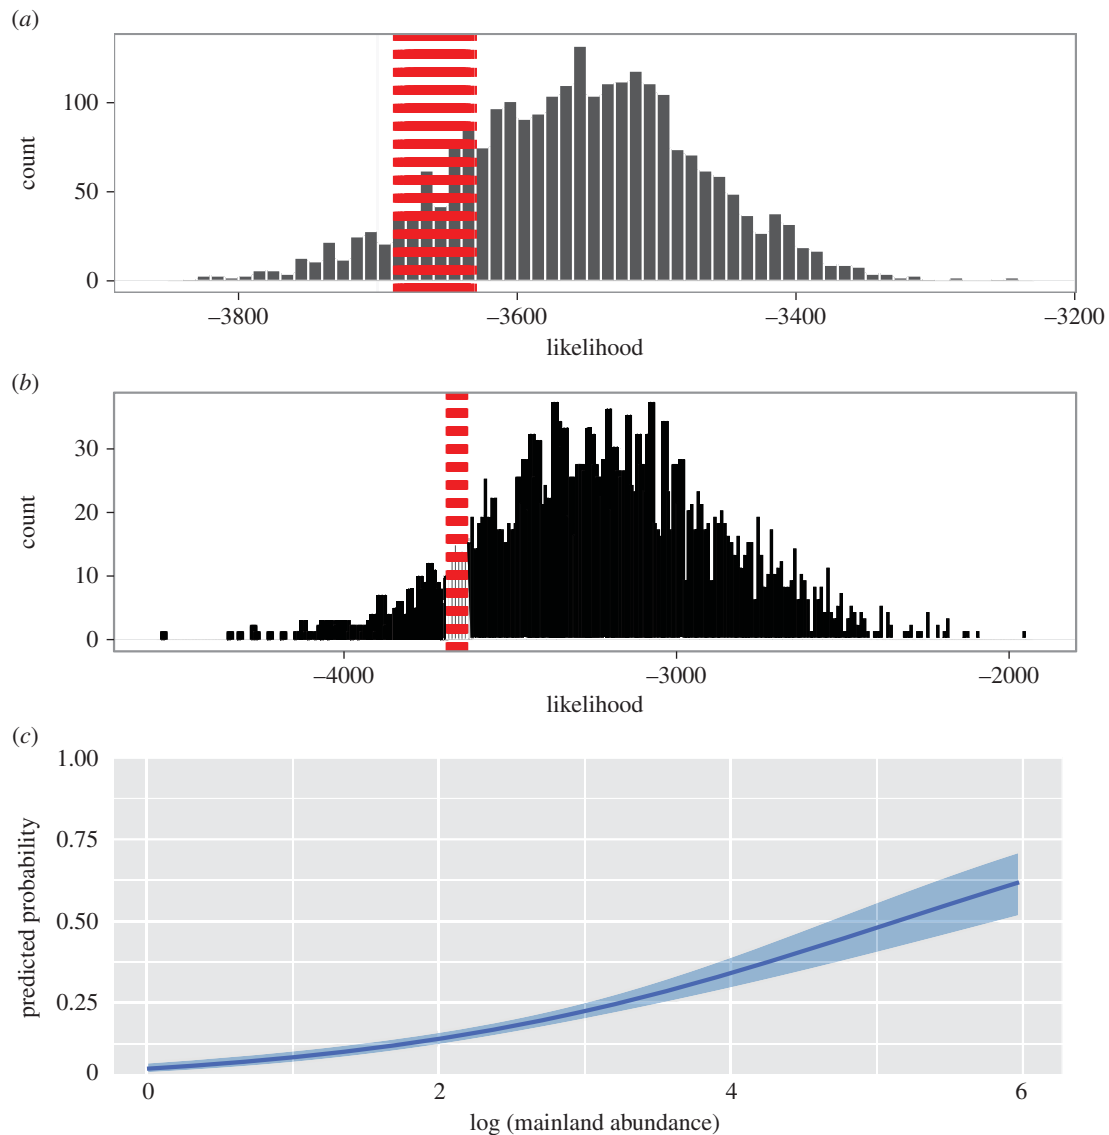 (a)
100
50
0
count
−3800
−3600
−3400
−3200
likelihood
(b)
30
20
10
0
count
−4000
−3000
−2000
likelihood
(c)
1.00
0.75
0.50
0.25
0
predicted probability
0
2
4
6
log (mainland abundance)